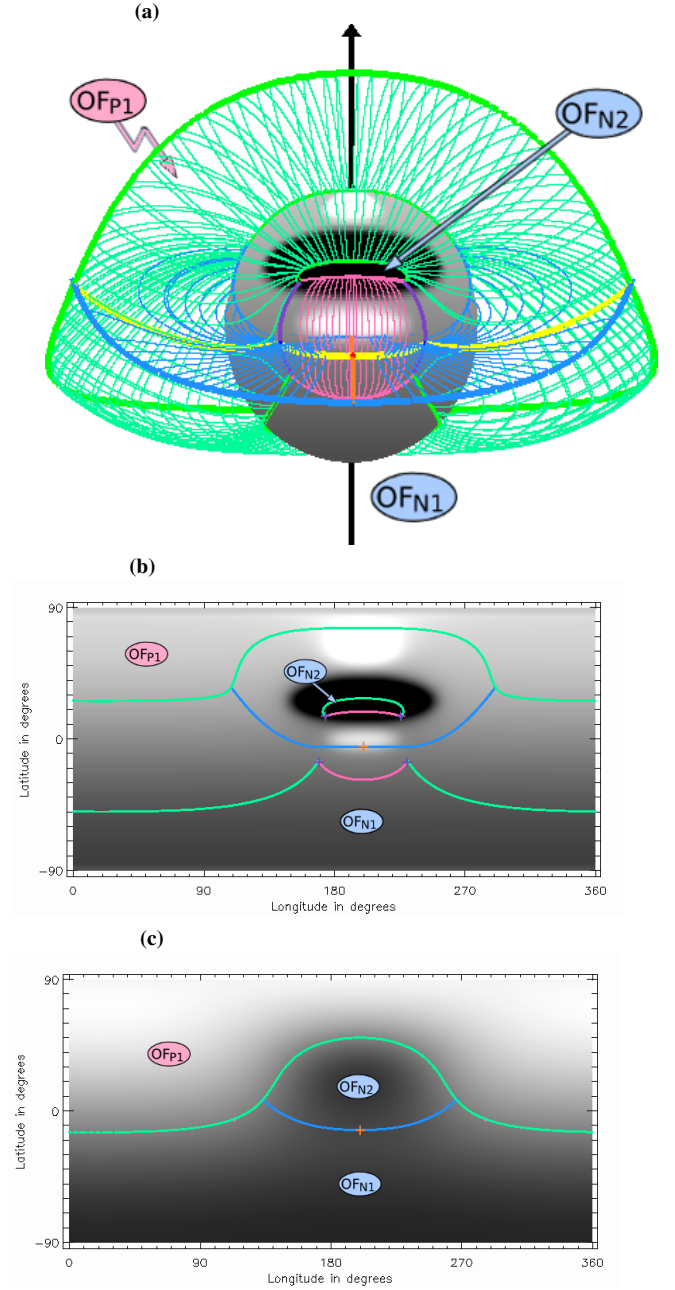 (a)
OFP1
OFN2
OFN1
(b)
90
OFP1
OFN2
0
OFN1
-90
0 90 180 270 360
Latitude in degrees
Longitude in degrees
(c)
90
OFP1
OFN2
0
OFN1
-90
0 90 180 270 360
Latitude in degrees
Longitude in degrees